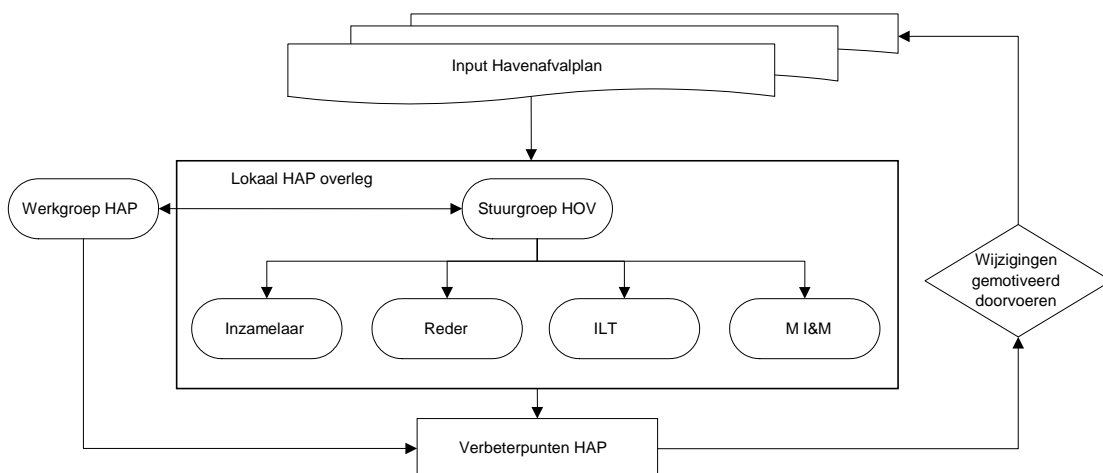 Input Havenafvalplan
Lokaal HAP overleg
Werkgroep HAP
Stuurgroep HOV
Wijzigingen
gemotiveerd
doorvoeren
Inzamelaar
Reder
ILT
M I&M
Verbeterpunten HAP